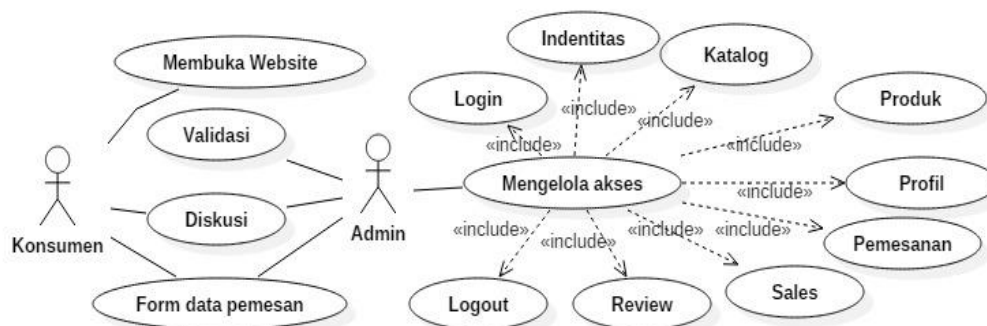 Indentitas
Katalog
Membuka Website
Login
«include»
«include»
Produk
Validasi
«include»
«include»
Mengelola akses
Profil
«include»
Diskusi
Konsumen
Admin
«include»
«include»
«include»
«include»
Pemesanan
Form data pemesan
Logout
Review
Sales